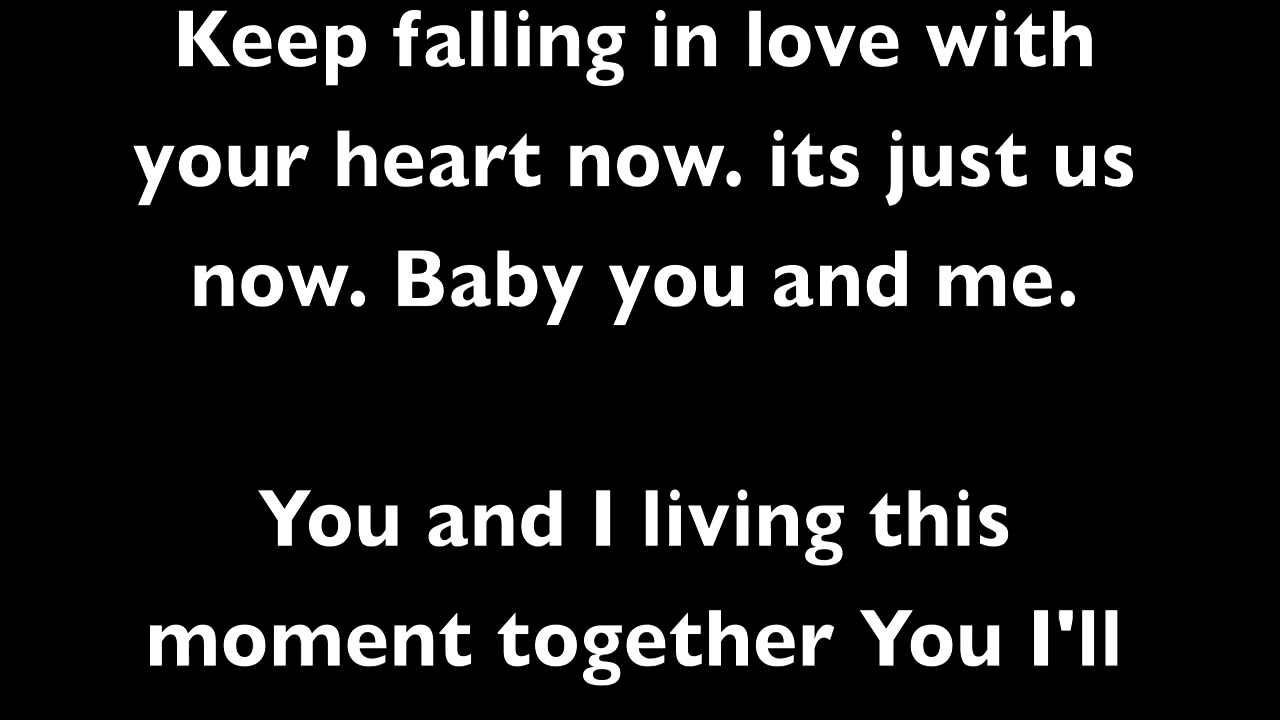 Keep falling in love with
your heart now. its just us
now. Baby you and me.
You and I living this
moment together You I'll